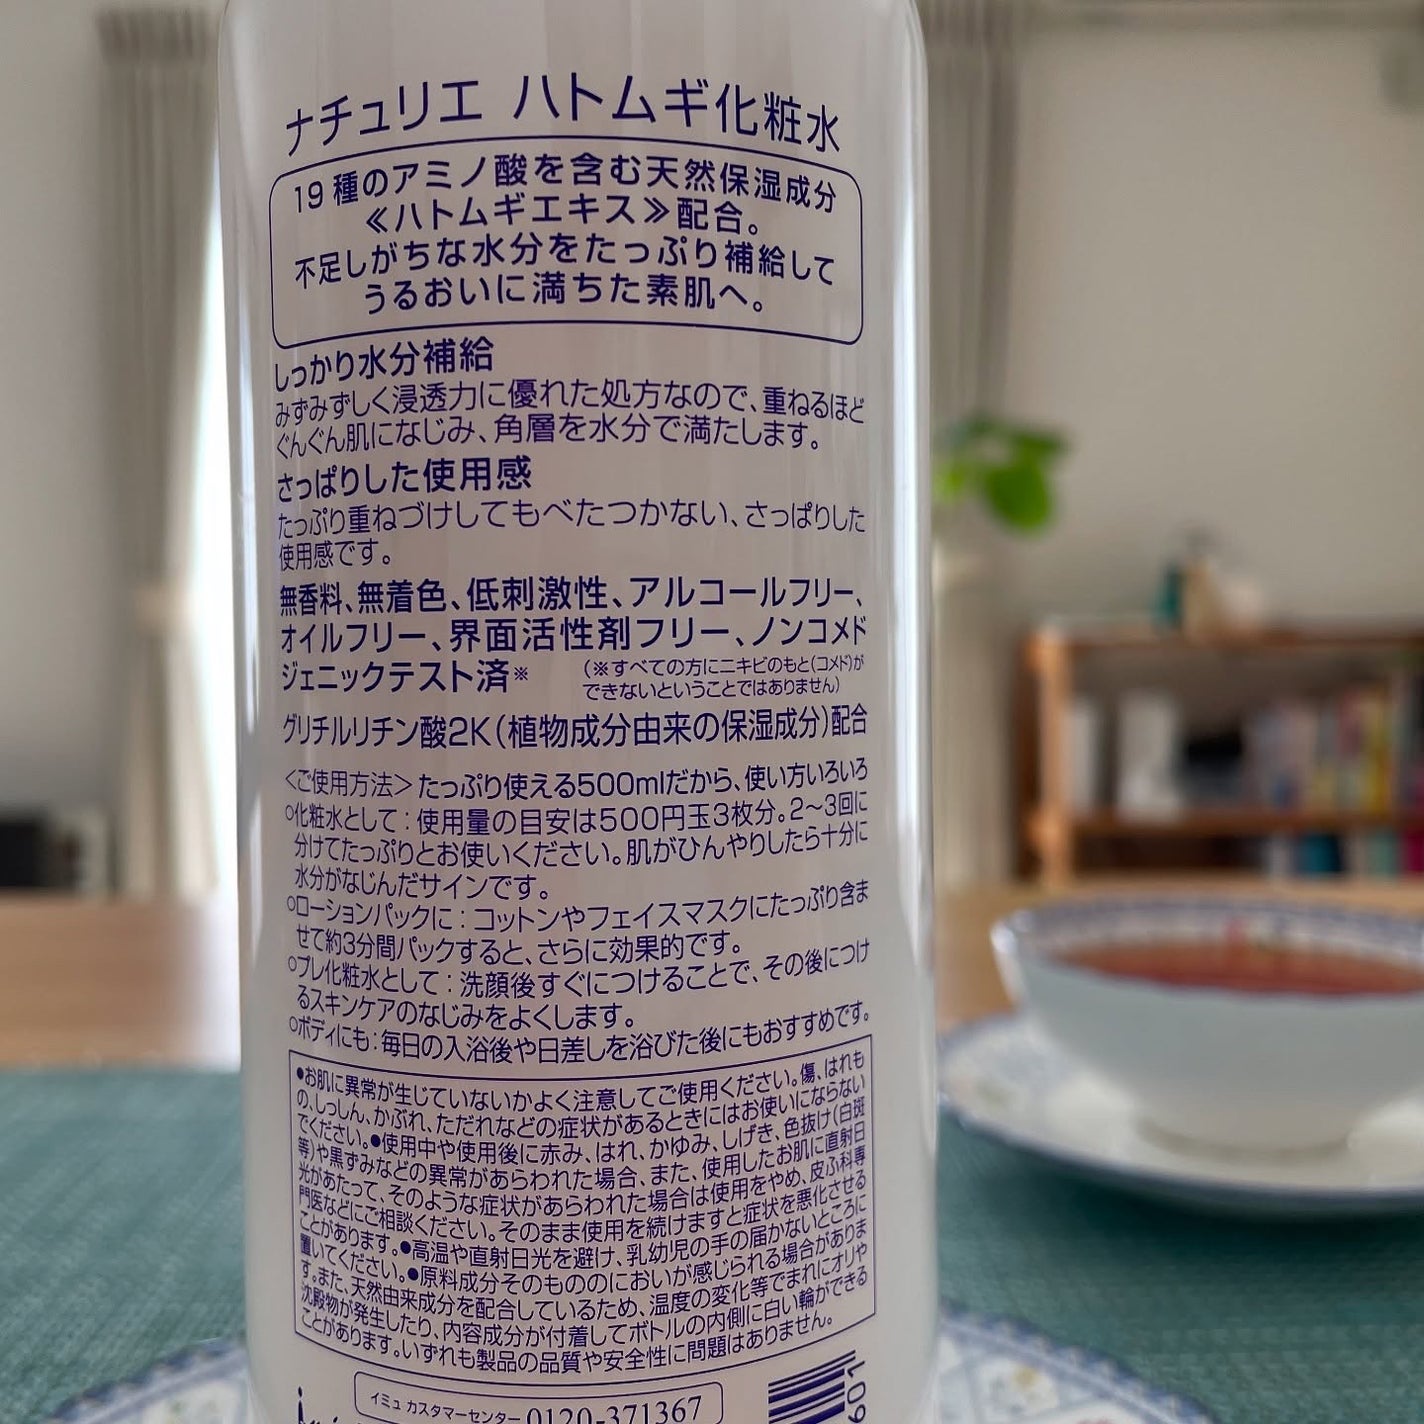 ナチュリエ ハトムギ化粧水
19種のアミノ酸を含む天然保湿成分
≪ハトムギエキス≫配合。
不足しがちな水分をたっぷり補給して
うるおいに満ちた素肌へ。
しっかり水分補給
みずみずしく浸透力に優れた処方なので、重ねるほど
ぐんぐん肌になじみ、角層を水分で満たします。
さっぱりした使用感
たっぷり重ねづけしてもべたつかない、さっぱりした
使用感です。
無香料、無着色、低刺激性、アルコールフリー、
オイルフリー、界面活性剤フリー、ノンコメド
ジェニックテスト済※
(※すべての方にニキビのもと(コメド)が
できないということではありません)
グリチルリチン酸2K(植物成分由来の保湿成分)配合
<ご使用方法>たっぷり使える500mlだから、使い方いろいろ
○化粧水として：使用量の目安は500円玉3枚分。2〜3回に
分けてたっぷりとお使いください。肌がひんやりしたら十分に
水分がなじんだサインです。
○ローションパックに：コットンやフェイスマスクにたっぷり含ま
せて約3分間パックすると、さらに効果的です。
○プレ化粧水として：洗顔後すぐにつけることで、その後につけ
るスキンケアのなじみをよくします。
○ボディにも：毎日の入浴後や日差しを浴びた後にもおすすめです。
●お肌に異常が生じていないかよく注意してご使用ください。傷、はれも
の、しっしん、かぶれ、ただれなどの症状があるときにはお使いにならない
でください。●使用中や使用後に赤み、はれ、かゆみ、しげき、色抜け(白斑
等)や黒ずみなどの異常があらわれた場合、また、使用したお肌に直射日
光があたって、そのような症状があらわれた場合は使用をやめ、皮ふ科専
門医などにご相談ください。そのまま使用を続けますと症状を悪化させる
ことがあります。●高温や直射日光を避け、乳幼児の手の届かないところに
置いてください。●原料成分そのもののにおいが感じられる場合がありま
す。また、天然由来成分を配合しているため、温度の変化等でまれにオリや
沈殿物が発生したり、内容成分が付着してボトルの内側に白い輪ができる
ことがあります。いずれも製品の品質や安全性に問題はありません。
イミュ カスタマーセンター 0120-371367